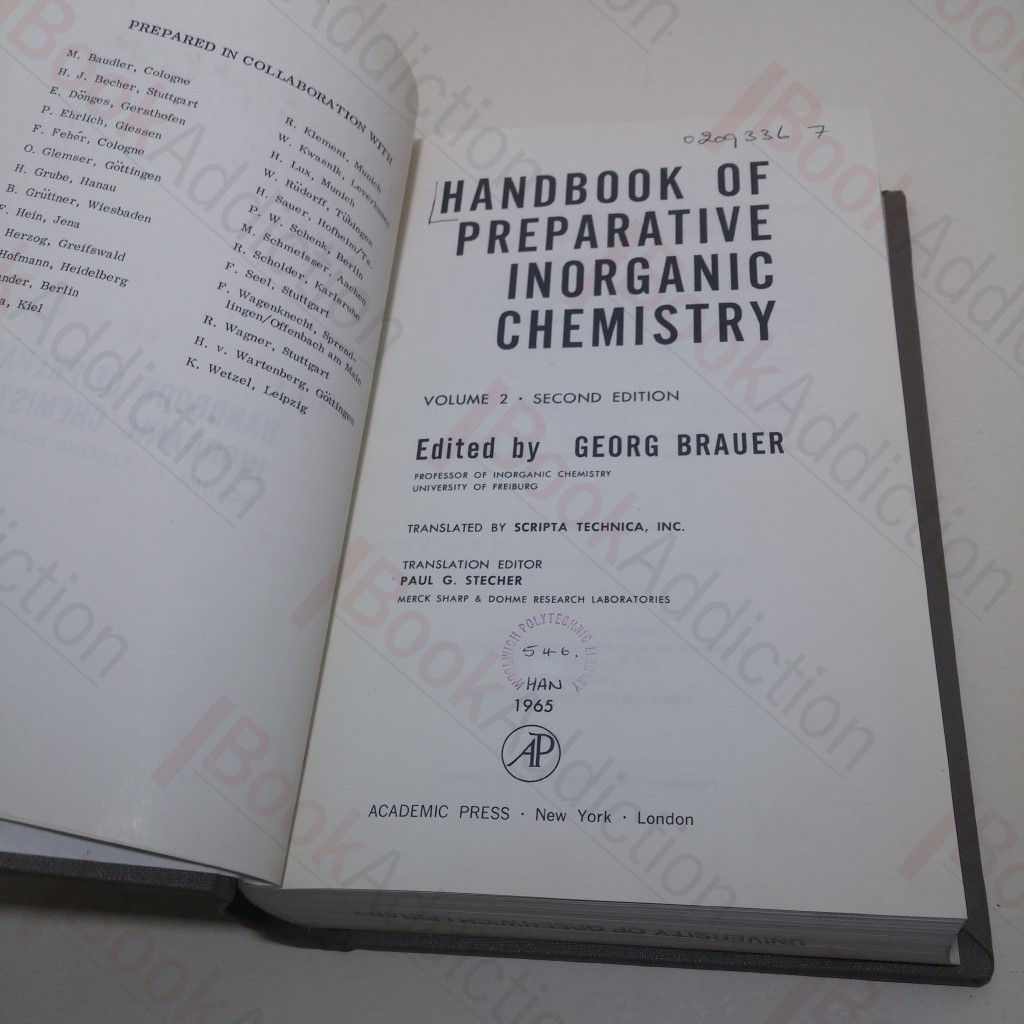 PREPARED IN COLLABORATION WITH
M. Baudler, Cologne
H. J. Becher, Stuttgart
E. Dönges, Gersthofen
P. Ehrlich, Giessen
F. Fehér, Cologne
O. Glemser, Göttingen
H. Grube, Hanau
B. Grüttner, Wiesbaden
F. Hein, Jena
Herzog, Greifswald
Hofmann, Heidelberg
Berlin
Kiel
R. Klement, Munich
W. Kwasnik, Leverkusen
H. Lux, Munich
W. Rüdorff, Tübingen
H. Sauer, Hofheim/Ts.
P. W. Schenk, Berlin
M. Schmeisser, Aachen
R. Scholder, Karlsruhe
F. Seel, Stuttgart
F. Wagenknecht, Sprend-
lingen/Offenbach am Main
R. Wagner, Stuttgart
H. v. Wartenberg, Göttingen
K. Wetzel, Leipzig
0209336 7
HANDBOOK OF
PREPARATIVE
INORGANIC
CHEMISTRY
VOLUME 2 · SECOND EDITION
Edited by GEORG BRAUER
PROFESSOR OF INORGANIC CHEMISTRY
UNIVERSITY OF FREIBURG
TRANSLATED BY SCRIPTA TECHNICA, INC.
TRANSLATION EDITOR
PAUL G. STECHER
MERCK SHARP & DOHME RESEARCH LABORATORIES
WOOLWICH POLYTECHNIC LIBRARY
546.
HAN
1965
AP
ACADEMIC PRESS · New York · London
UNIVERSITY OF GREENWICH LIBRARY
BookAddiction